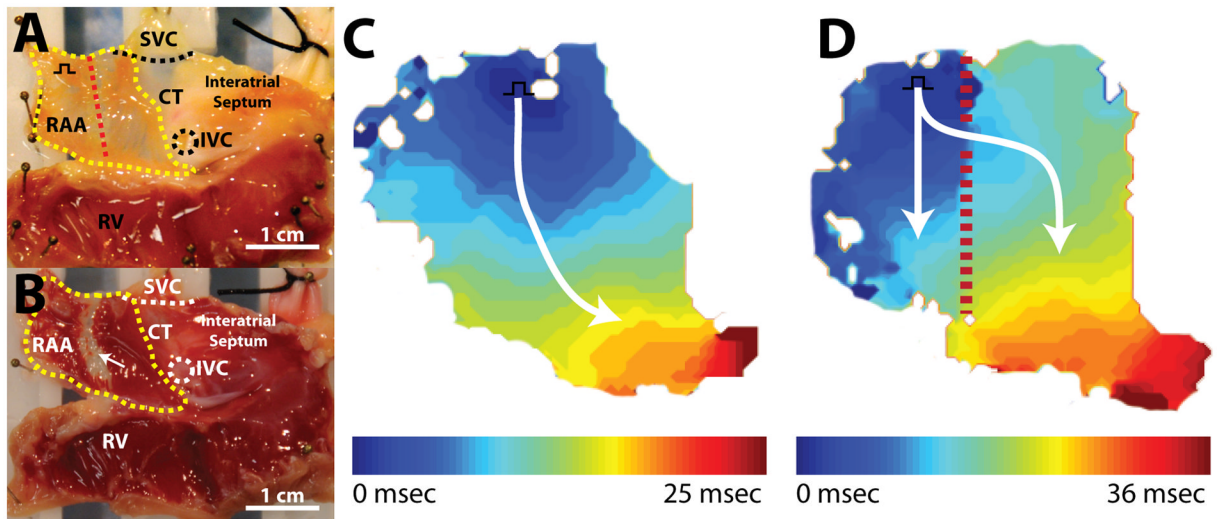 A
SVC
Interatrial
Septum
CT
RAA
IVC
RV
1 cm
B
SVC
Interatrial
Septum
CT
RAA
IVC
RV
1 cm
C
0 msec
25 msec
D
0 msec
36 msec